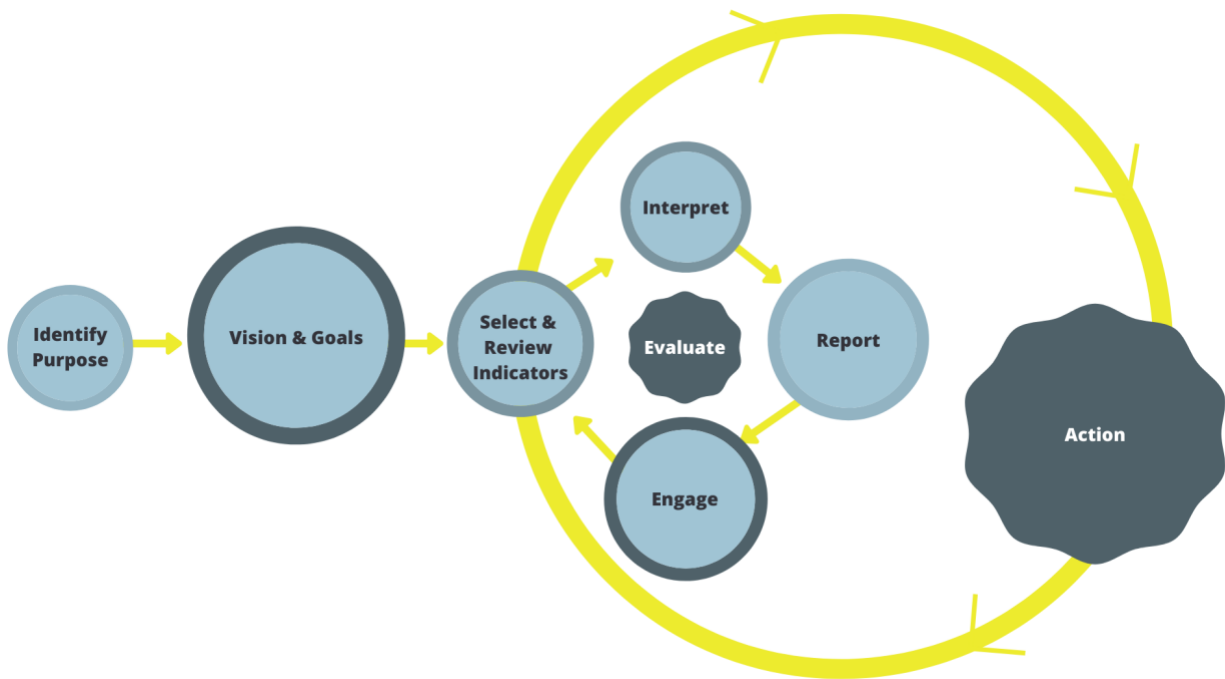 Identify
Purpose
Vision & Goals
Select &
Review
Indicators
Interpret
Evaluate
Report
Engage
Action